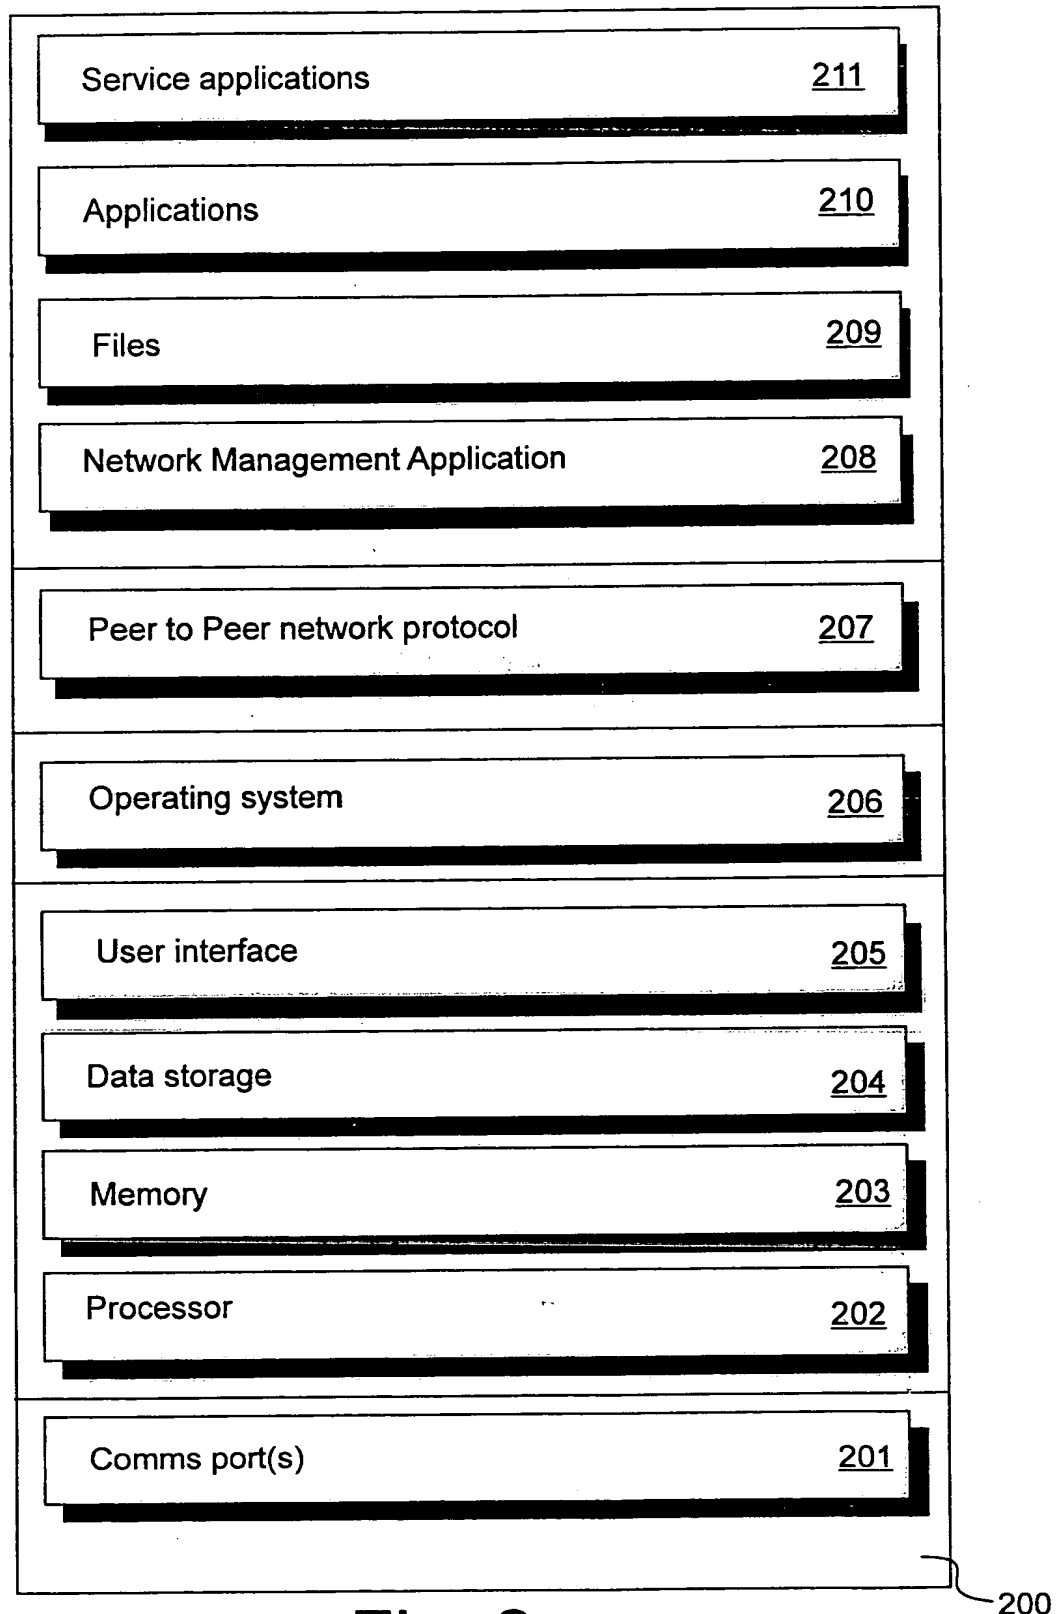 Service applications 211
Applications 210
Files 209
Network Management Application 208
Peer to Peer network protocol 207
Operating system 206
User interface 205
Data storage 204
Memory 203
Processor 202
Comms port(s) 201
200